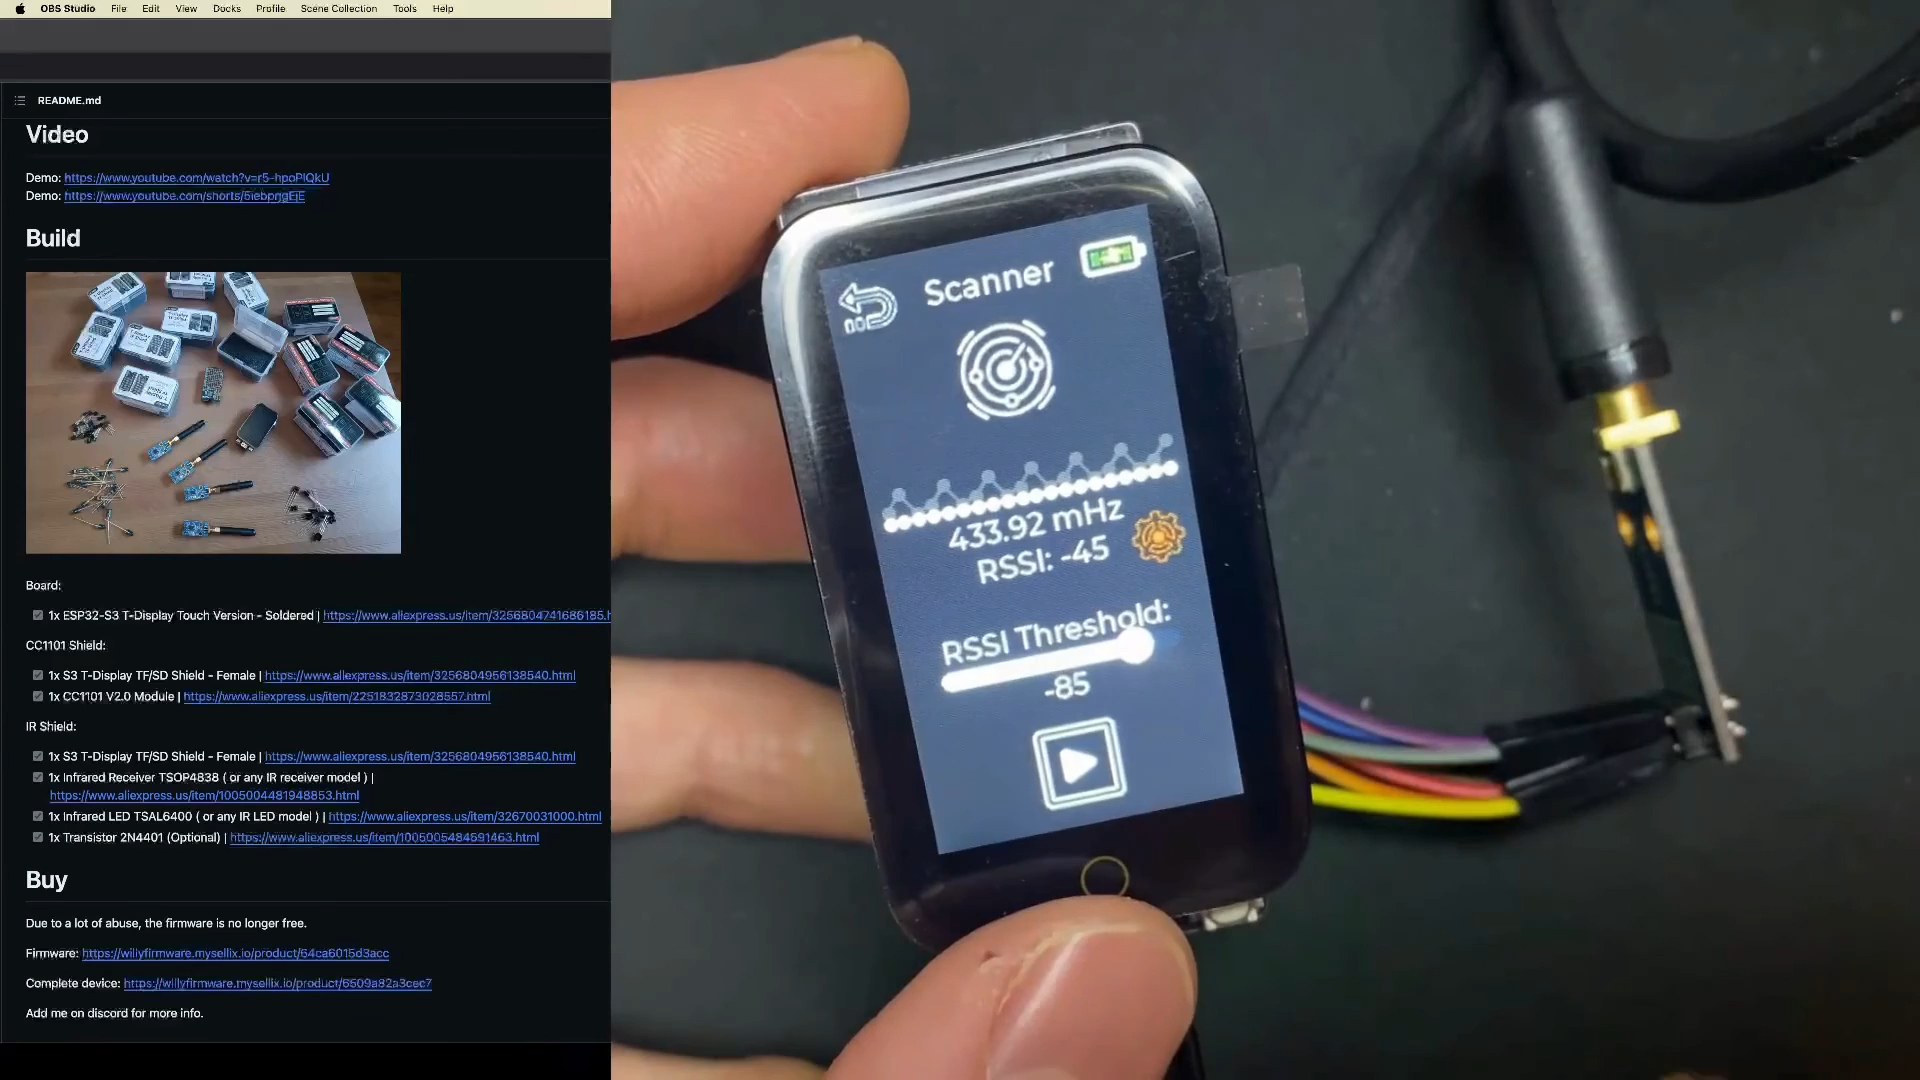 OBS Studio File Edit View Docks Profile Scene Collection Tools Help
README.md
Video
Demo: https://www.youtube.com/watch?v=r5-hpoPlQkU
Demo: https://www.youtube.com/shorts/5iebprjgEjE
Build
Board:
1x ESP32-S3 T-Display Touch Version - Soldered | https://www.aliexpress.us/item/3256804741686185.h
CC1101 Shield:
1x S3 T-Display TF/SD Shield - Female | https://www.aliexpress.us/item/3256804956138540.html
1x CC1101 V2.0 Module | https://www.aliexpress.us/item/2251832873028557.html
IR Shield:
1x S3 T-Display TF/SD Shield - Female | https://www.aliexpress.us/item/3256804956138540.html
1x Infrared Receiver TSOP4838 ( or any IR receiver model ) |
https://www.aliexpress.us/item/1005004481948853.html
1x Infrared LED TSAL6400 ( or any IR LED model ) | https://www.aliexpress.us/item/32670031000.html
1x Transistor 2N4401 (Optional) | https://www.aliexpress.us/item/1005005484591463.html
Buy
Due to a lot of abuse, the firmware is no longer free.
Firmware: https://willyfirmware.mysellix.io/product/64ca6015d3acc
Complete device: https://willyfirmware.mysellix.io/product/6509a82a3cec7
Add me on discord for more info.
Scanner
433.92 mHz
RSSI: -45
RSSI Threshold:
-85